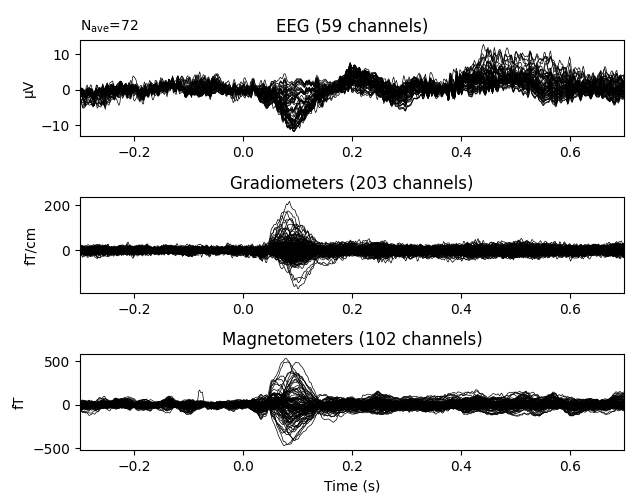 Nave=72
EEG (59 channels)
10
0
−10
µV
−0.2 0.0 0.2 0.4 0.6
Gradiometers (203 channels)
200
0
fT/cm
−0.2 0.0 0.2 0.4 0.6
Magnetometers (102 channels)
500
0
−500
fT
−0.2 0.0 0.2 0.4 0.6
Time (s)